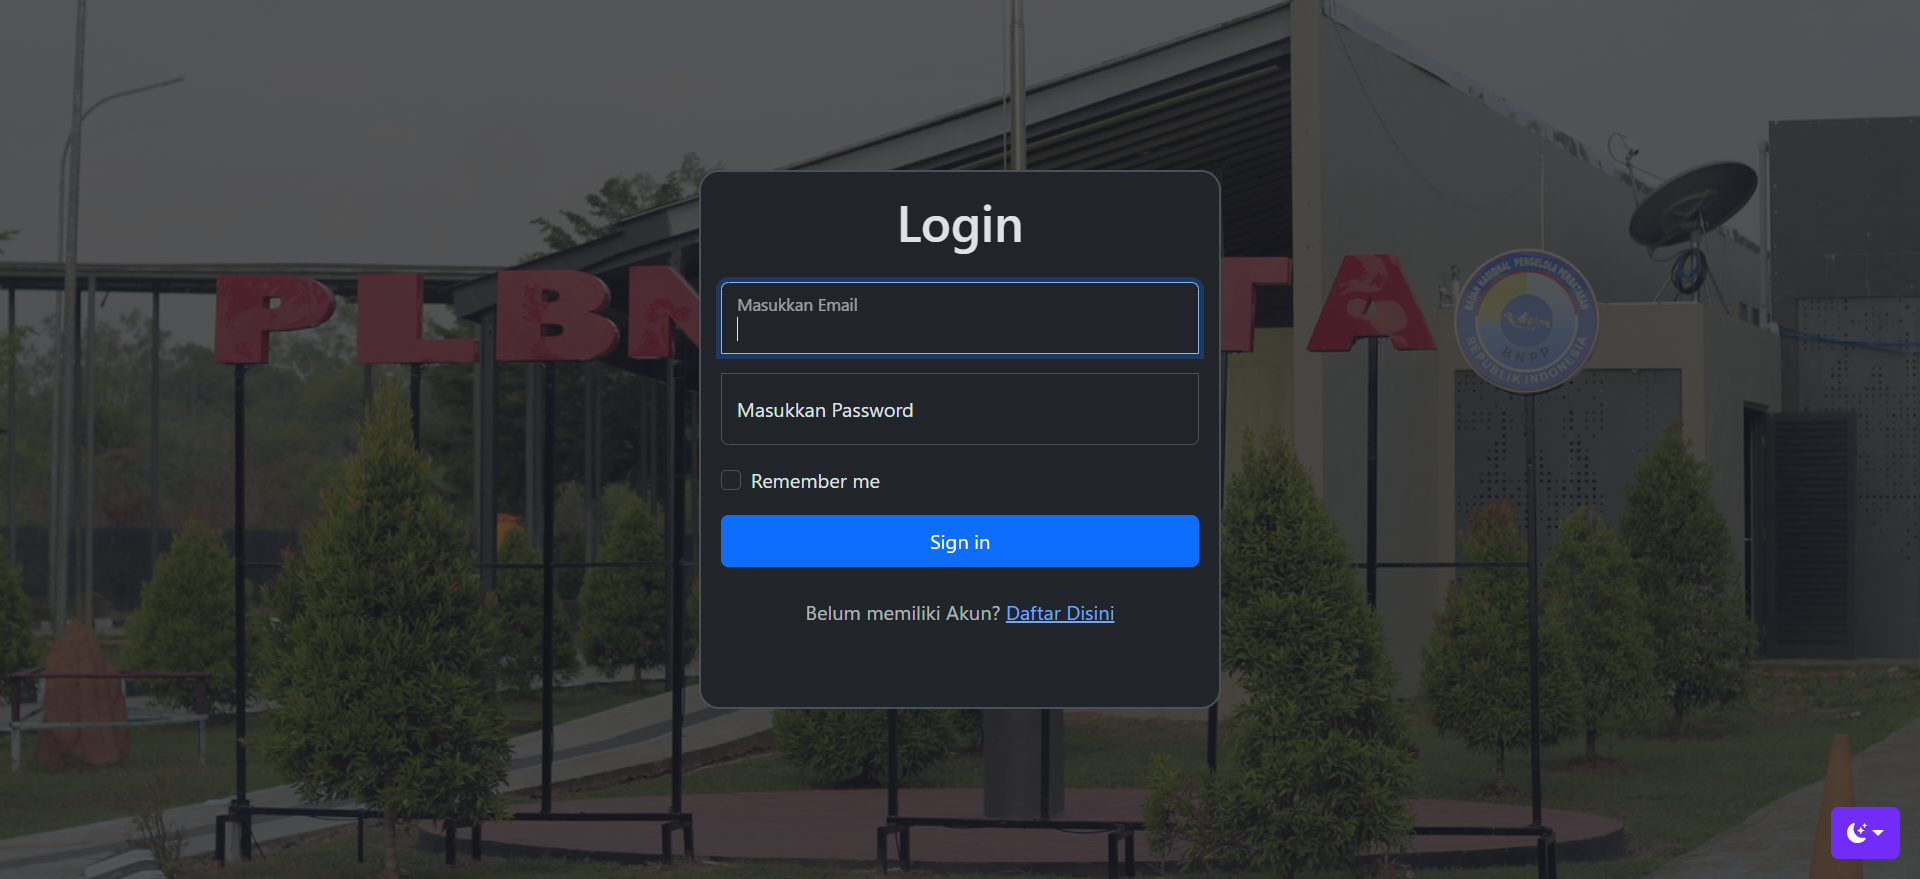 Login
PLBN
TA
Masukkan Email
BADAN NASIONAL PENGELOLA PERBATASAN
BNPP
REPUBLIK INDONESIA
Masukkan Password
Remember me
Sign in
Belum memiliki Akun? Daftar Disini